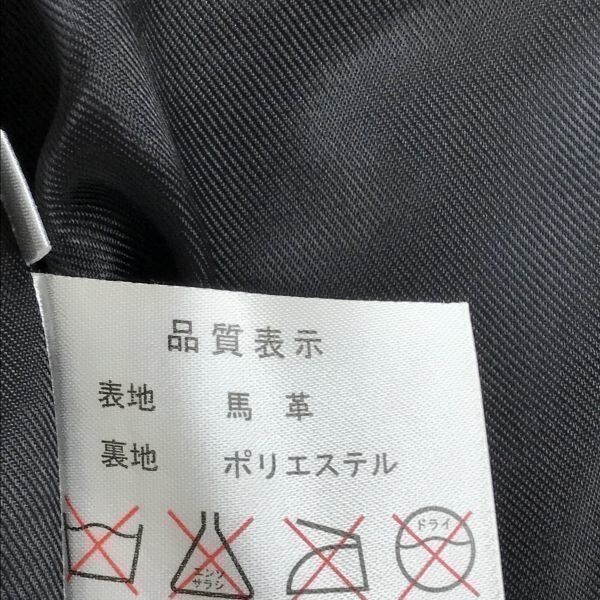 品質表示
表地 馬革
裏地 ポリエステル
エンソ
サラシ
ドライ